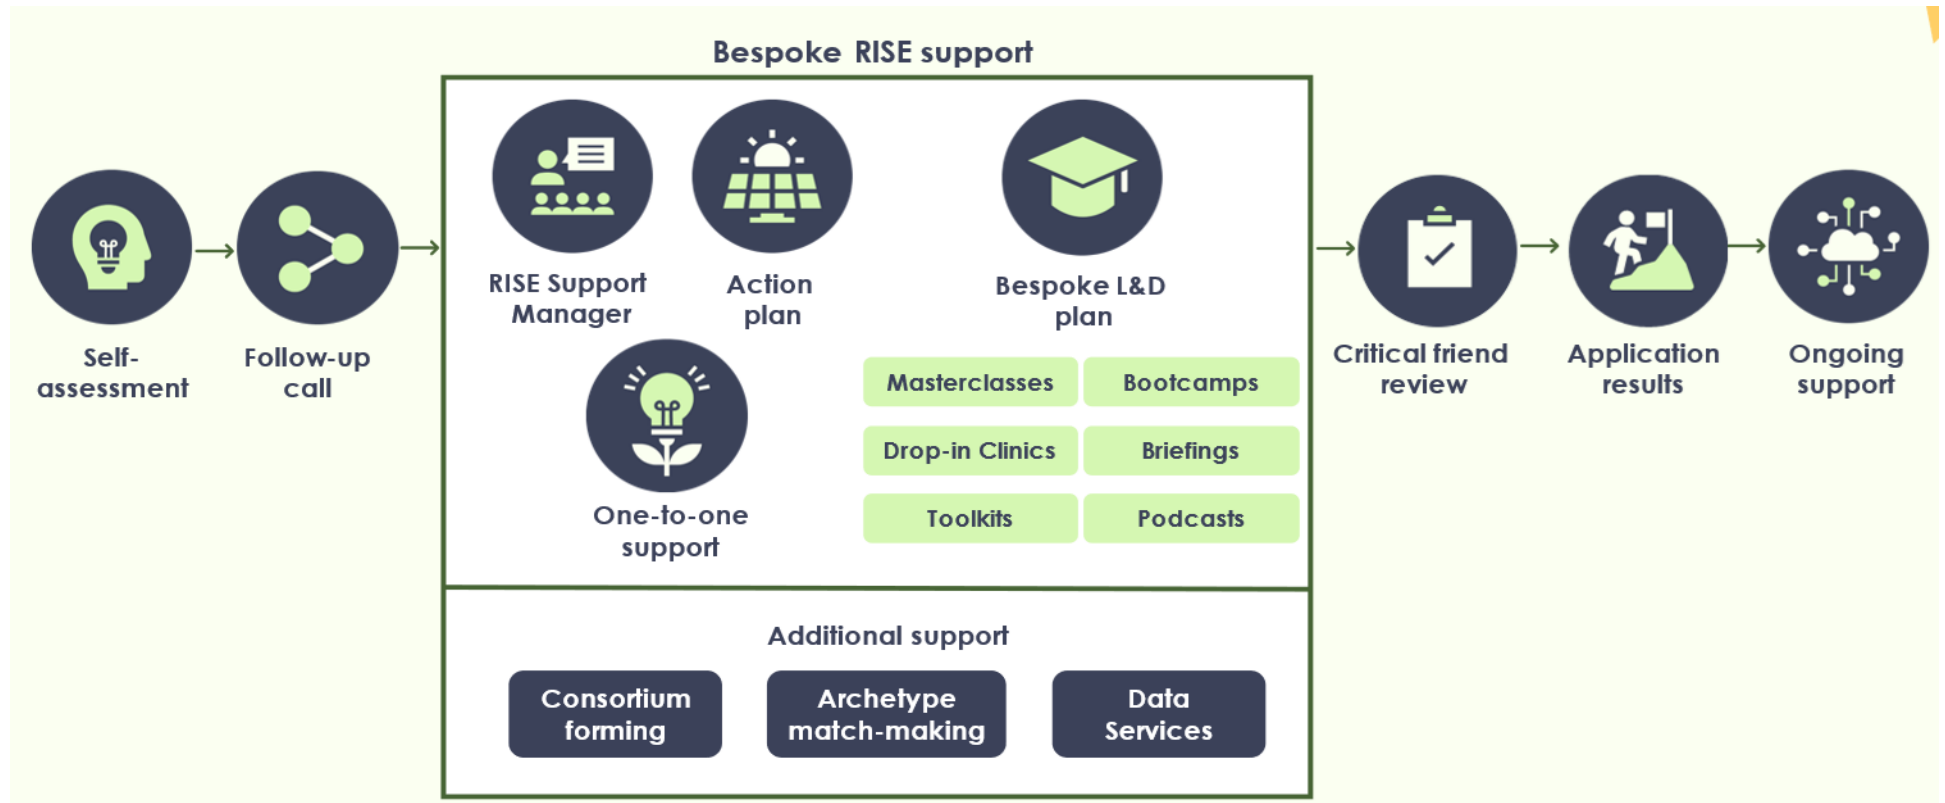 Bespoke RISE support
Self-
assessment
Follow-up
call
RISE Support
Manager
Action
plan
Bespoke L&D
plan
One-to-one
support
Masterclasses
Bootcamps
Drop-in Clinics
Briefings
Toolkits
Podcasts
Additional support
Consortium
forming
Archetype
match-making
Data
Services
Critical friend
review
Application
results
Ongoing
support